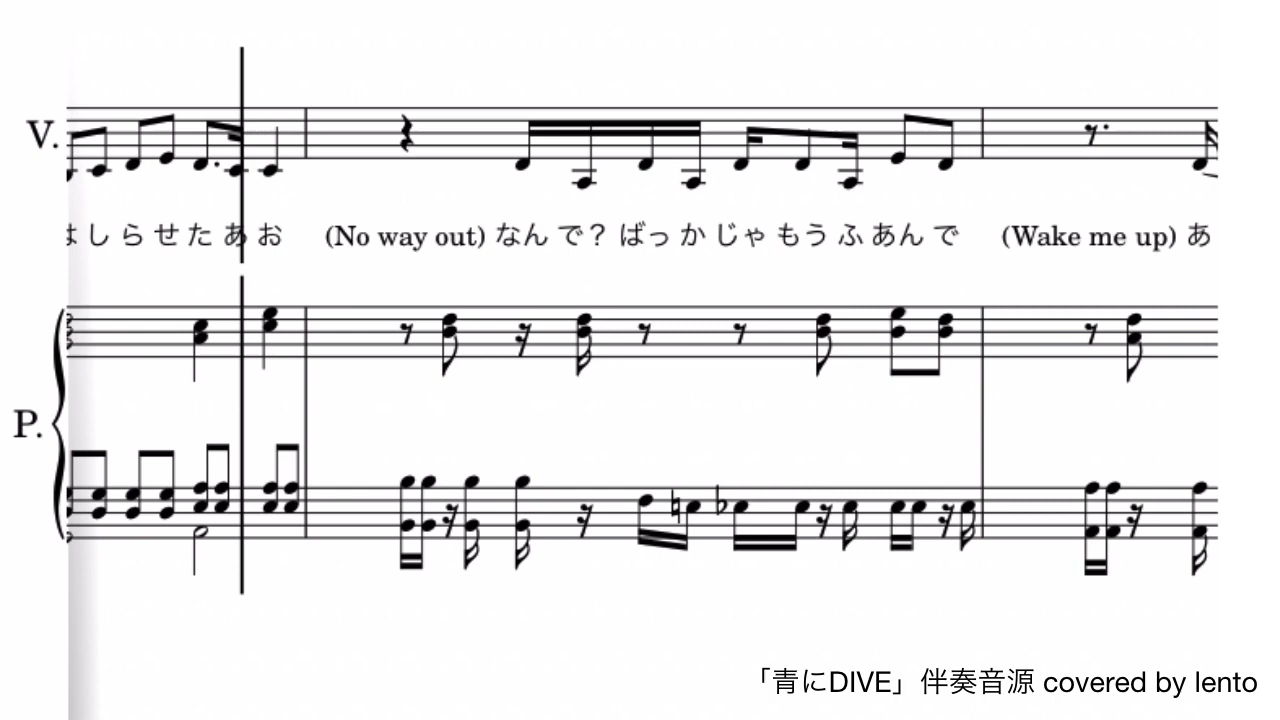 V.
はしらせたあお (No way out) なんで？ばっかじゃもうふあんで (Wake me up) あ
P.
「青にDIVE」伴奏音源 covered by lento